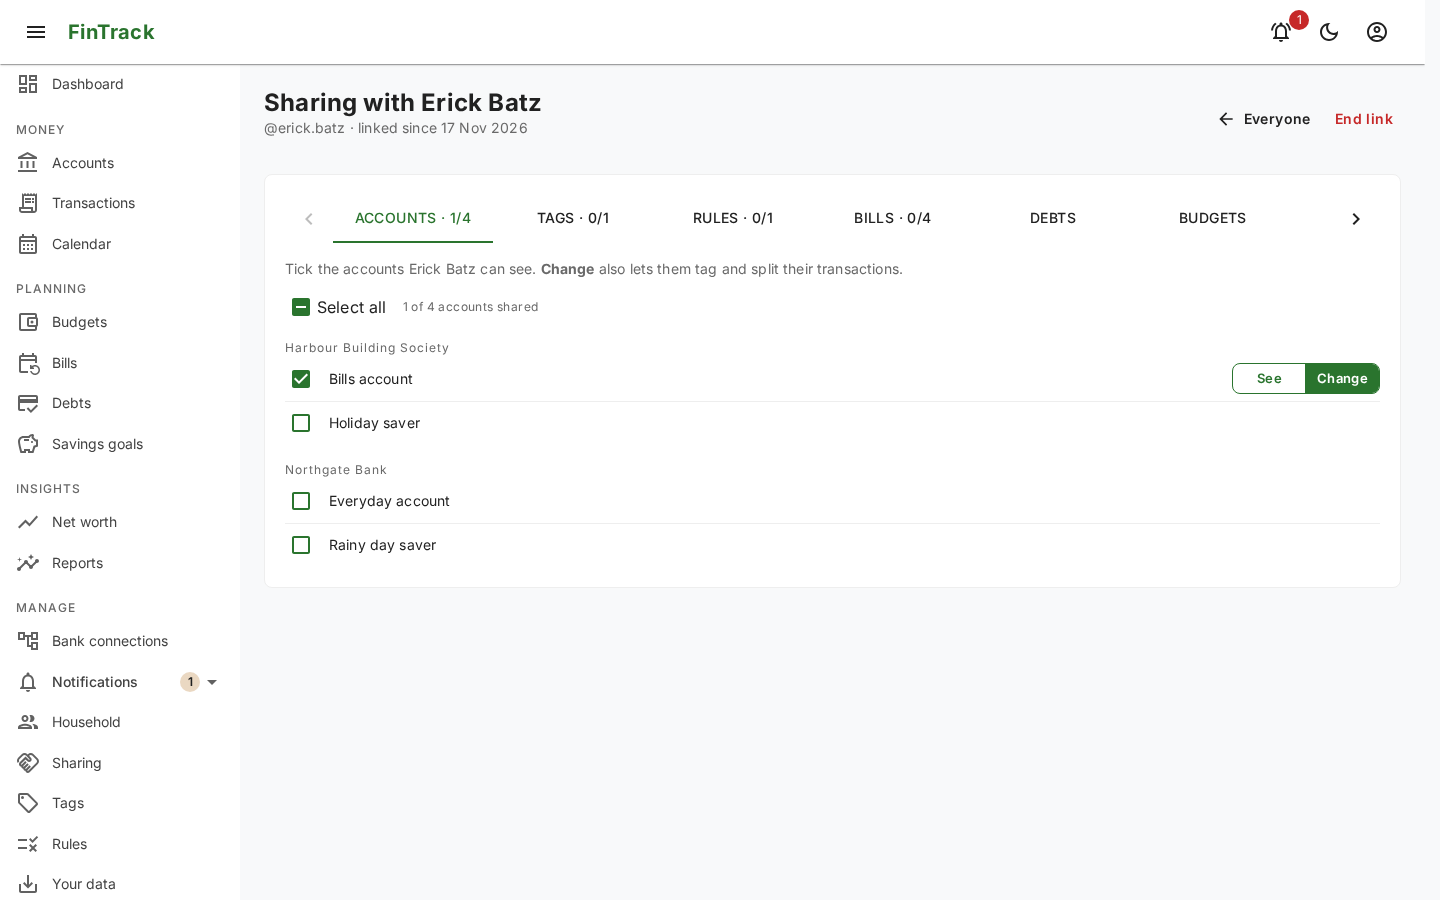 FinTrack
1
Dashboard
MONEY
Accounts
Transactions
Calendar
PLANNING
Budgets
Bills
Debts
Savings goals
INSIGHTS
Net worth
Reports
MANAGE
Bank connections
Notifications 1
Household
Sharing
Tags
Rules
Your data
Sharing with Erick Batz
@erick.batz · linked since 17 Nov 2026
Everyone End link
ACCOUNTS · 1/4 TAGS · 0/1 RULES · 0/1 BILLS · 0/4 DEBTS BUDGETS
Tick the accounts Erick Batz can see. Change also lets them tag and split their transactions.
Select all 1 of 4 accounts shared
Harbour Building Society
Bills account See Change
Holiday saver
Northgate Bank
Everyday account
Rainy day saver